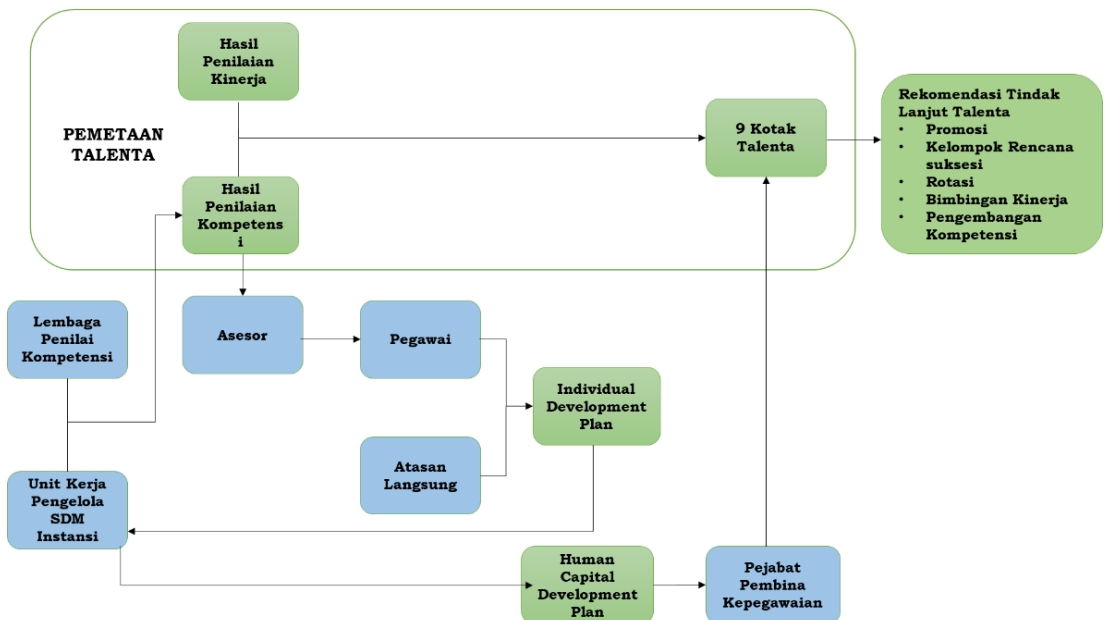 Hasil
Penilaian
Kinerja
PEMETAAN
TALENTA
9 Kotak
Talenta
Rekomendasi Tindak
Lanjut Talenta
• Promosi
• Kelompok Rencana
suksesi
• Rotasi
• Bimbingan Kinerja
• Pengembangan
Kompetensi
Hasil
Penilaian
Kompetens
i
Lembaga
Penilai
Kompetensi
Asesor
Pegawai
Individual
Development
Plan
Atasan
Langsung
Unit Kerja
Pengelola
SDM
Instansi
Human
Capital
Development
Plan
Pejabat
Pembina
Kepegawaian